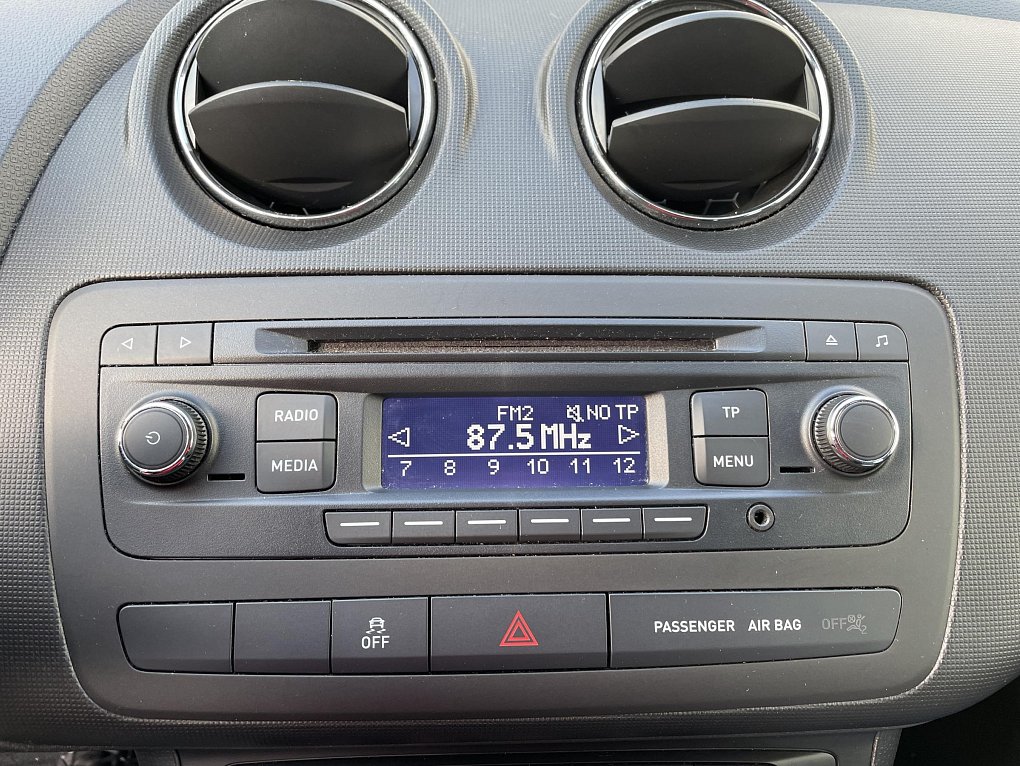 RADIO
MEDIA
FM2 NO TP
87.5 MHz
7 8 9 10 11 12
TP
MENU
OFF
PASSENGER AIR BAG OFF